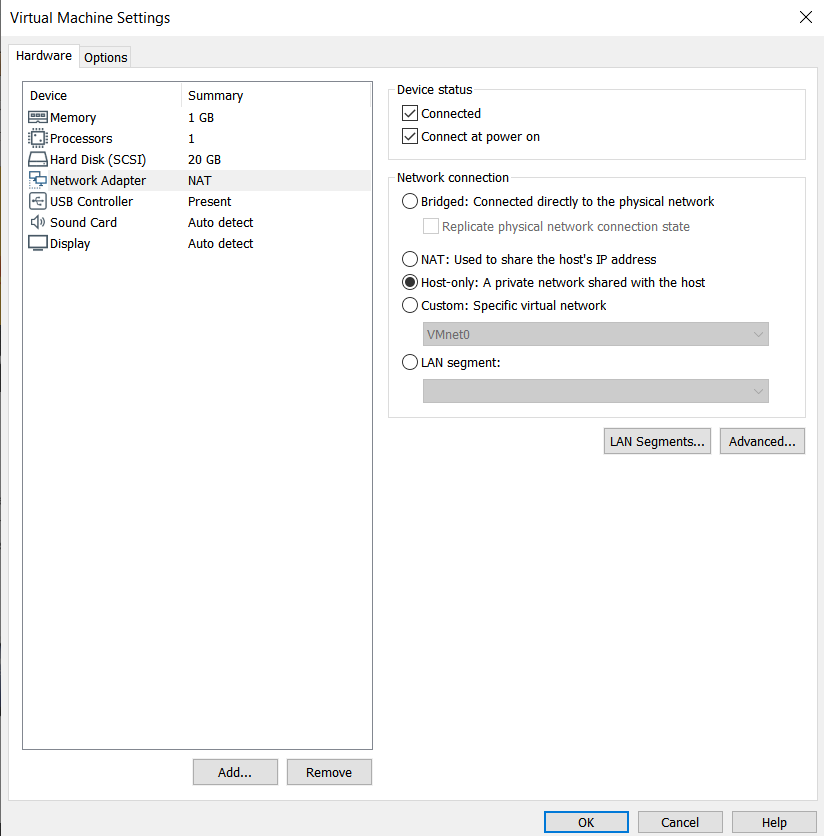 Virtual Machine Settings
Hardware Options
Device Summary
Memory 1 GB
Processors 1
Hard Disk (SCSI) 20 GB
Network Adapter NAT
USB Controller Present
Sound Card Auto detect
Display Auto detect
Add... Remove
Device status
Connected
Connect at power on
Network connection
Bridged: Connected directly to the physical network
Replicate physical network connection state
NAT: Used to share the host's IP address
Host-only: A private network shared with the host
Custom: Specific virtual network
VMnet0
LAN segment:
LAN Segments... Advanced...
OK Cancel Help